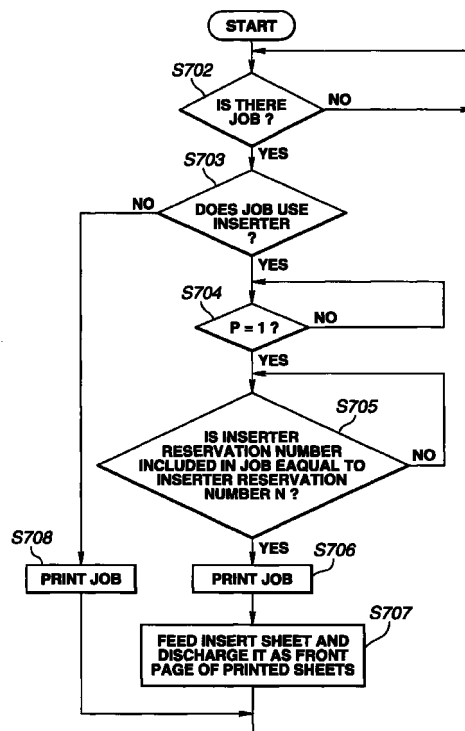 START
S702
IS THERE
JOB ?
NO
YES
S703
NO
DOES JOB USE
INSERTER
?
YES
S704
P = 1 ?
NO
YES
S705
IS INSERTER
RESERVATION NUMBER
INCLUDED IN JOB EAQUAL TO
INSERTER RESERVATION
NUMBER N ?
NO
YES
S708
PRINT JOB
S706
PRINT JOB
S707
FEED INSERT SHEET AND
DISCHARGE IT AS FRONT
PAGE OF PRINTED SHEETS